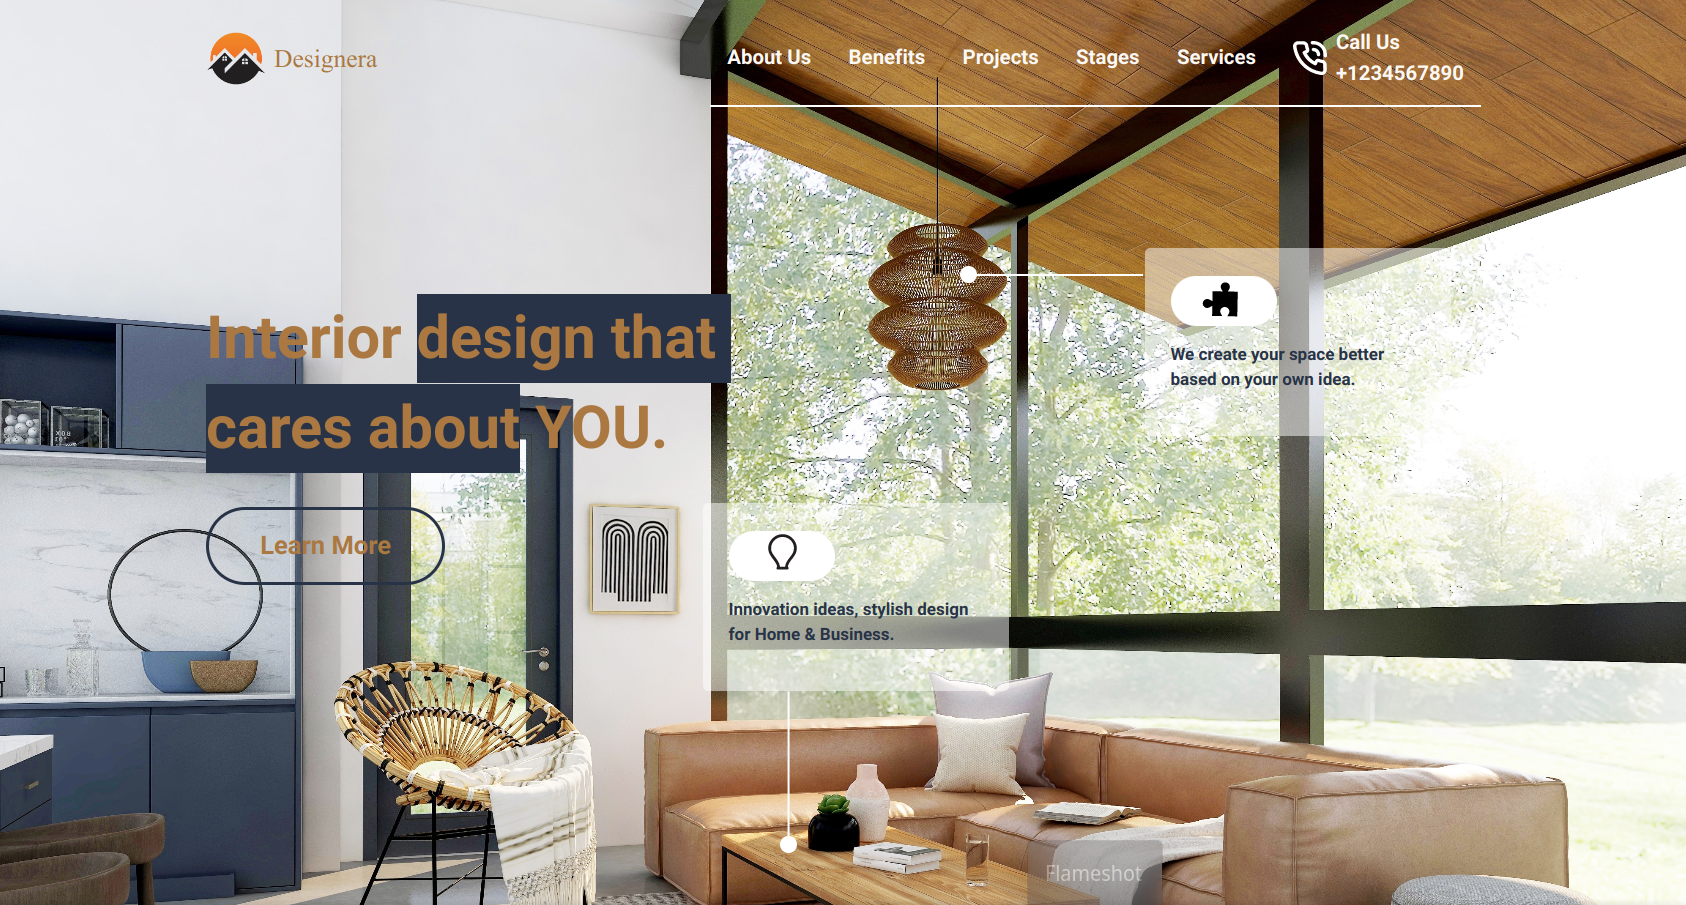 Designera
About Us Benefits Projects Stages Services
Call Us
+1234567890
Interior design that
cares about YOU.
Learn More
We create your space better
based on your own idea.
Innovation ideas, stylish design
for Home & Business.
Flameshot